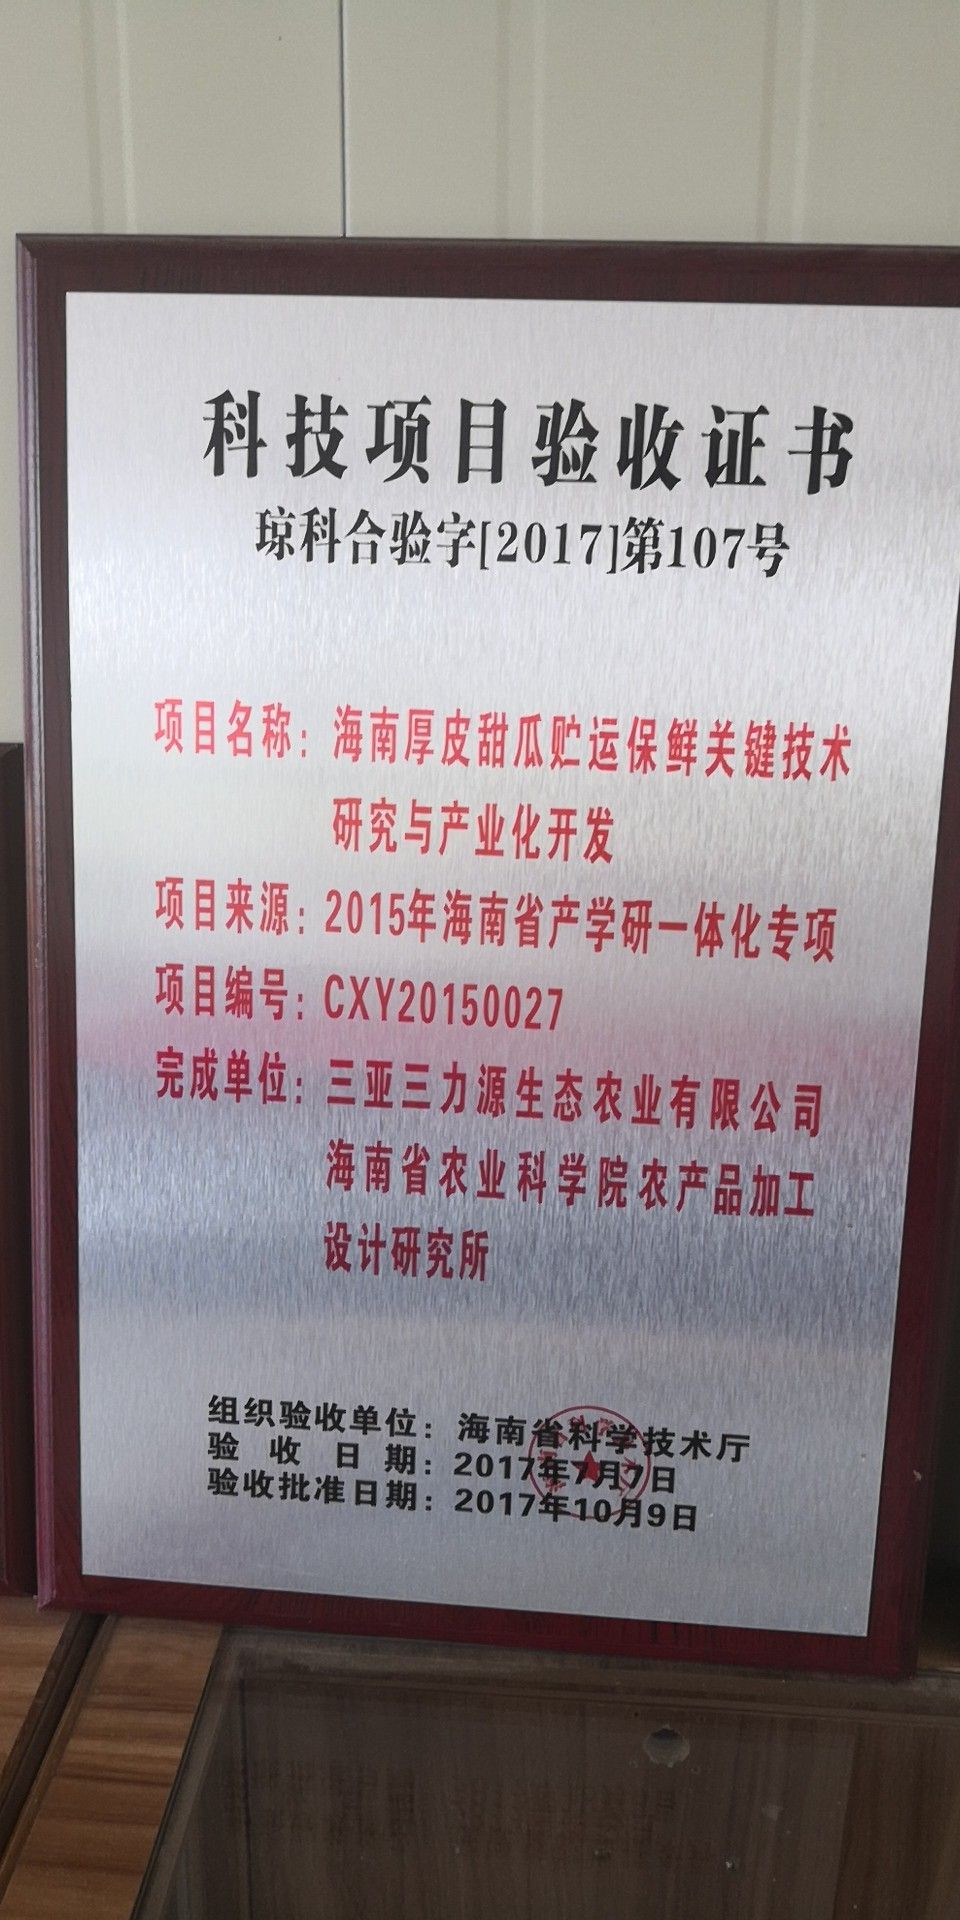 科技项目验收证书
琼科合验字[2017]第107号
项目名称：海南厚皮甜瓜贮运保鲜关键技术
研究与产业化开发
项目来源：2015年海南省产学研一体化专项
项目编号：CXY20150027
完成单位：三亚三力源生态农业有限公司
海南省农业科学院农产品加工
设计研究所
组织验收单位：海南省科学技术厅
验收日期：2017年7月7日
验收批准日期：2017年10月9日